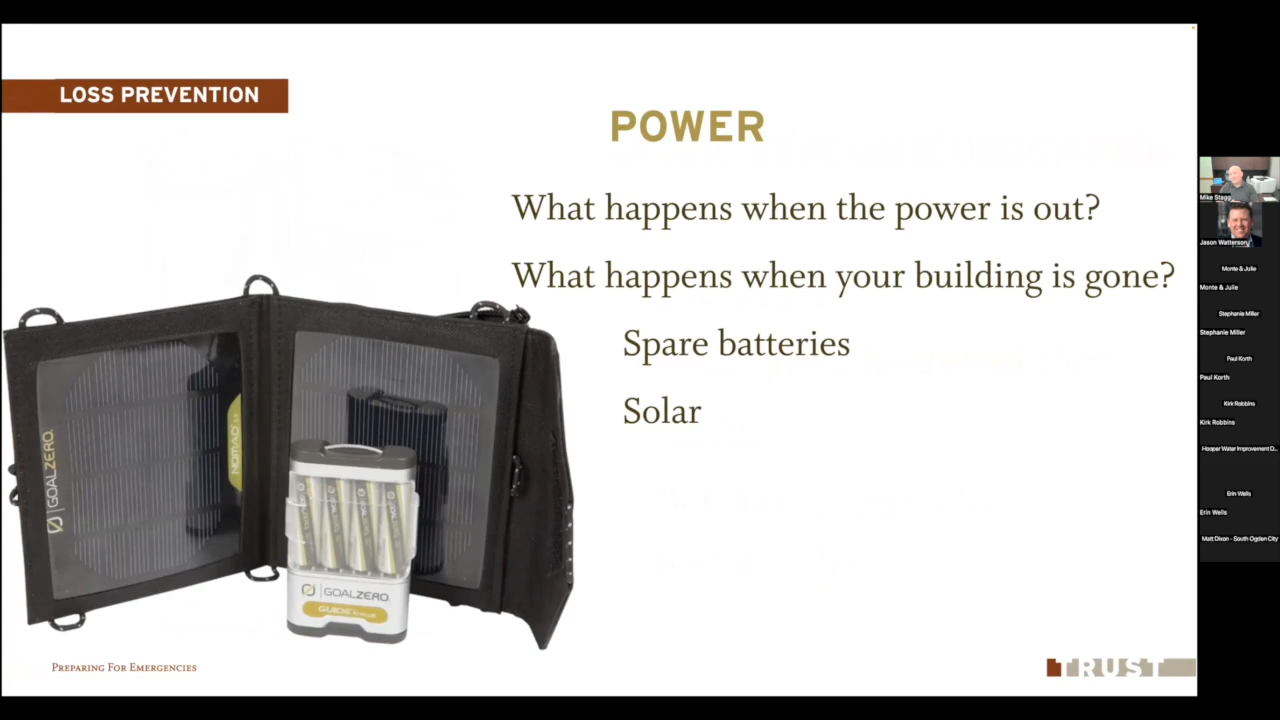 LOSS PREVENTION
POWER
What happens when the power is out?
What happens when your building is gone?
Spare batteries
Solar
GOALZERO
NOMAD
GOALZERO
GUIDE
PREPARING FOR EMERGENCIES
TRUST
Mike Stagg
Jason Watterson
Monte & Julie
Monte & Julie
Stephanie Miller
Stephanie Miller
Paul Korth
Paul Korth
Kirk Robbins
Kirk Robbins
Hooper Water Improvement D...
Erin Wells
Erin Wells
Matt Dixon - South Ogden City